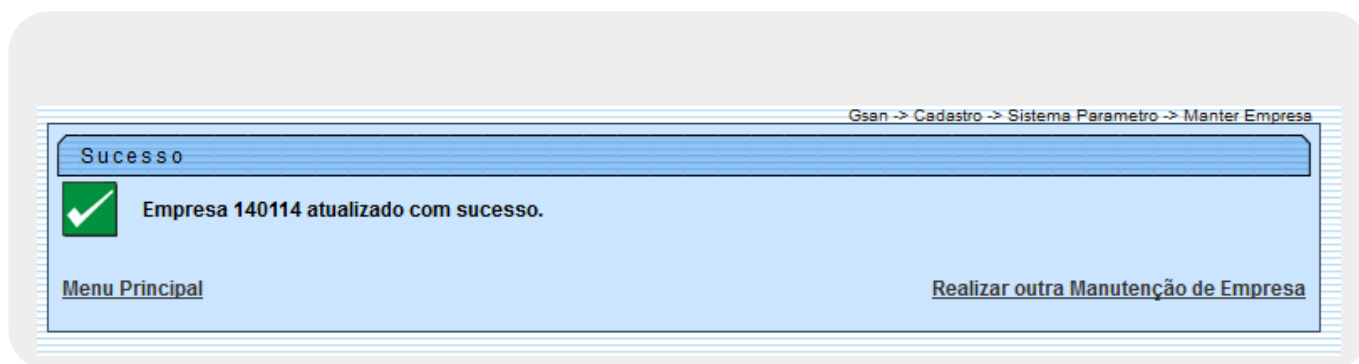 Gsan -> Cadastro -> Sistema Parametro -> Manter Empresa
Sucesso
Empresa 140114 atualizado com sucesso.
Menu Principal
Realizar outra Manutenção de Empresa